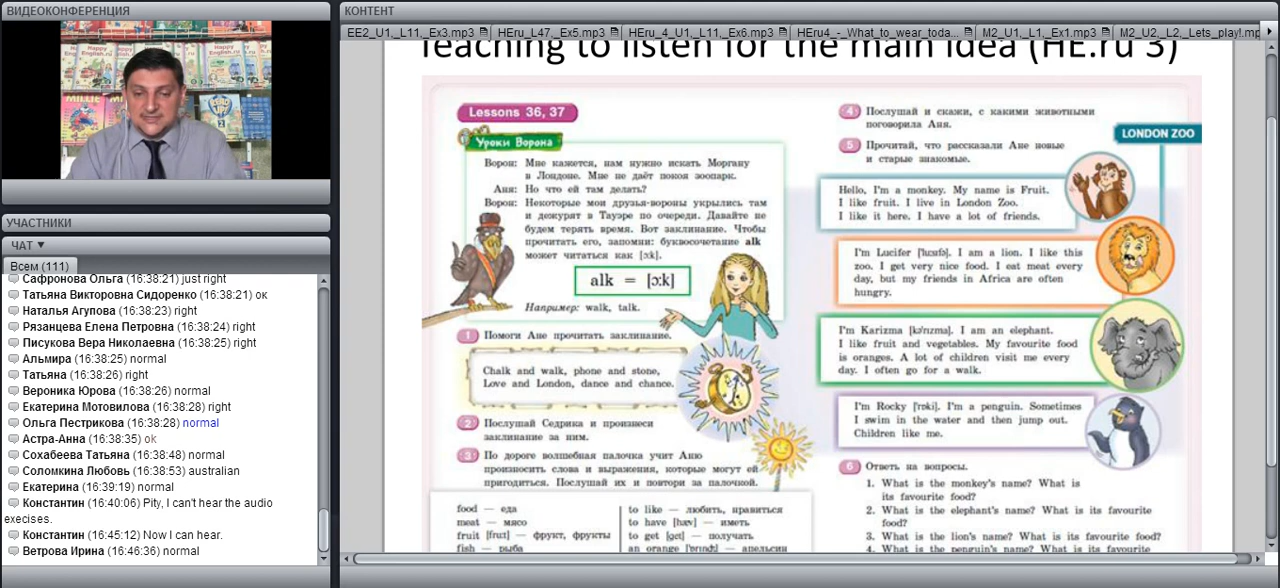 ВИДЕОКОНФЕРЕНЦИЯ
Happy English.ru
MILLIE
УЧАСТНИКИ
ЧАТ ▼
Всем (111)
Сафронова Ольга (16:38:21) just right
Татьяна Викторовна Сидоренко (16:38:21) ок
Наталья Агупова (16:38:23) right
Рязанцева Елена Петровна (16:38:24) right
Писукова Вера Николаевна (16:38:25) right
Альмира (16:38:25) normal
Татьяна (16:38:26) right
Вероника Юрова (16:38:26) normal
Екатерина Мотовилова (16:38:28) right
Ольга Пестрикова (16:38:28) normal
Астра-Анна (16:38:35) ok
Сохабеева Татьяна (16:38:48) normal
Соломкина Любовь (16:38:53) australian
Екатерина (16:39:19) normal
Константин (16:40:06) Pity, I can't hear the audio
execises.
Константин (16:45:12) Now I can hear.
Ветрова Ирина (16:46:36) normal
КОНТЕНТ
EE2_U1,_L11,_Ex3.mp3 HEru_L47,_Ex5.mp3 HEru_4_U1,_L11,_Ex6.mp3 HEru4_-_What_to_wear_toda... M2_U1,_L1,_Ex1.mp3 M2_U2,_L2,_Lets_play!.mp
Teaching to listen for the main idea (HE.ru 3)
Lessons 36, 37
Уроки Ворона
Ворон: Мне кажется, нам нужно искать Моргану
в Лондоне. Мне не даёт покоя зоопарк.
Аня: Но что ей там делать?
Ворон: Некоторые мои друзья-вороны укрылись там
и дежурят в Тауэре по очереди. Давайте не
будем терять время. Вот заклинание. Чтобы
прочитать его, запомни: буквосочетание alk
может читаться как [ɔ:k].
alk = [ɔ:k]
Например: walk, talk.
1 Помоги Ане прочитать заклинание.
Chalk and walk, phone and stone,
Love and London, dance and chance.
2 Послушай Седрика и произнеси
заклинание за ним.
3 По дороге волшебная палочка учит Аню
произносить слова и выражения, которые могут ей
пригодиться. Послушай их и повтори за палочкой.
food — еда
meat — мясо
fruit [fru:t] — фрукт, фрукты
fish — рыба
to like — любить, нравиться
to have [hæv] — иметь
to get [get] — получать
an orange [ˈɒrɪndʒ] — апельсин
4 Послушай и скажи, с какими животными
поговорила Аня.
LONDON ZOO
5 Прочитай, что рассказали Ане новые
и старые знакомые.
Hello, I'm a monkey. My name is Fruit.
I like fruit. I live in London Zoo.
I like it here. I have a lot of friends.
I'm Lucifer [ˈlu:sɪfə]. I am a lion. I like this
zoo. I get very nice food. I eat meat every
day, but my friends in Africa are often
hungry.
I'm Karizma [kəˈrɪzmə]. I am an elephant.
I like fruit and vegetables. My favourite food
is oranges. A lot of children visit me every
day. I often go for a walk.
I'm Rocky [ˈrɒki]. I'm a penguin. Sometimes
I swim in the water and then jump out.
Children like me.
6 Ответь на вопросы.
1. What is the monkey's name? What is
its favourite food?
2. What is the elephant's name? What is its favourite
food?
3. What is the lion's name? What is its favourite food?
4. What is the penguin's name? What is its favourite